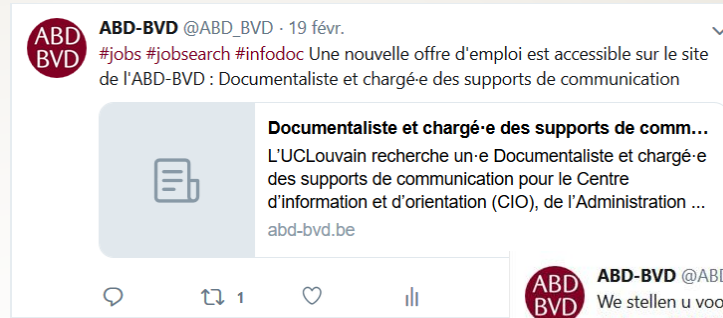 ABD BVD
ABD-BVD @ABD_BVD · 19 févr.
#jobs #jobsearch #infodoc Une nouvelle offre d'emploi est accessible sur le site
de l'ABD-BVD : Documentaliste et chargé·e des supports de communication
Documentaliste et chargé·e des supports de comm...
L'UCLouvain recherche un·e Documentaliste et chargé·e
des supports de communication pour le Centre
d'information et d'orientation (CIO), de l'Administration ...
abd-bvd.be
1
ABD BVD
ABD-BVD @ABD
We stellen u voo